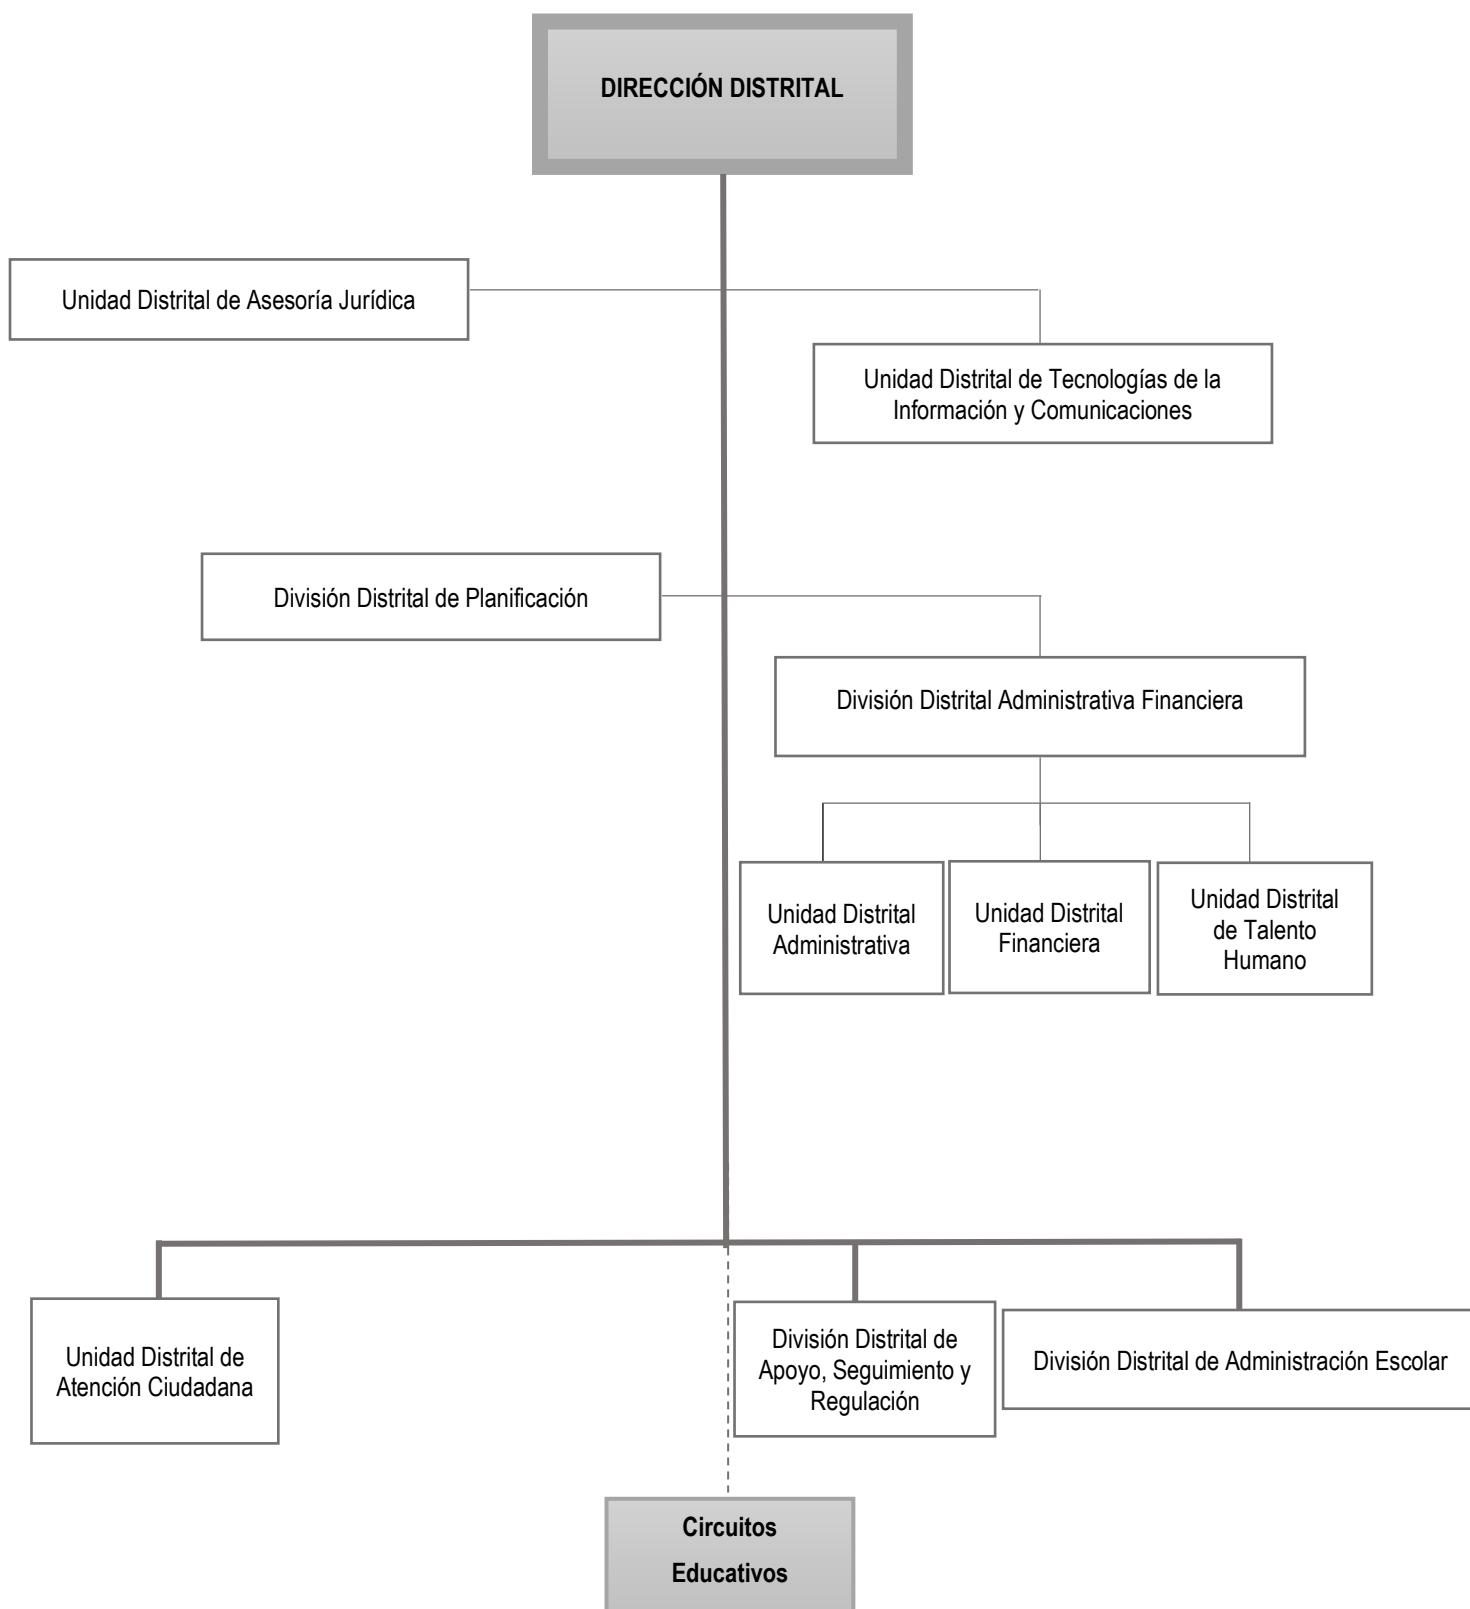 DIRECCIÓN DISTRITAL
Unidad Distrital de Asesoría Jurídica
Unidad Distrital de Tecnologías de la
Información y Comunicaciones
División Distrital de Planificación
División Distrital Administrativa Financiera
Unidad Distrital
Administrativa
Unidad Distrital
Financiera
Unidad Distrital
de Talento
Humano
Unidad Distrital de
Atención Ciudadana
División Distrital de
Apoyo, Seguimiento y
Regulación
División Distrital de Administración Escolar
Circuitos
Educativos